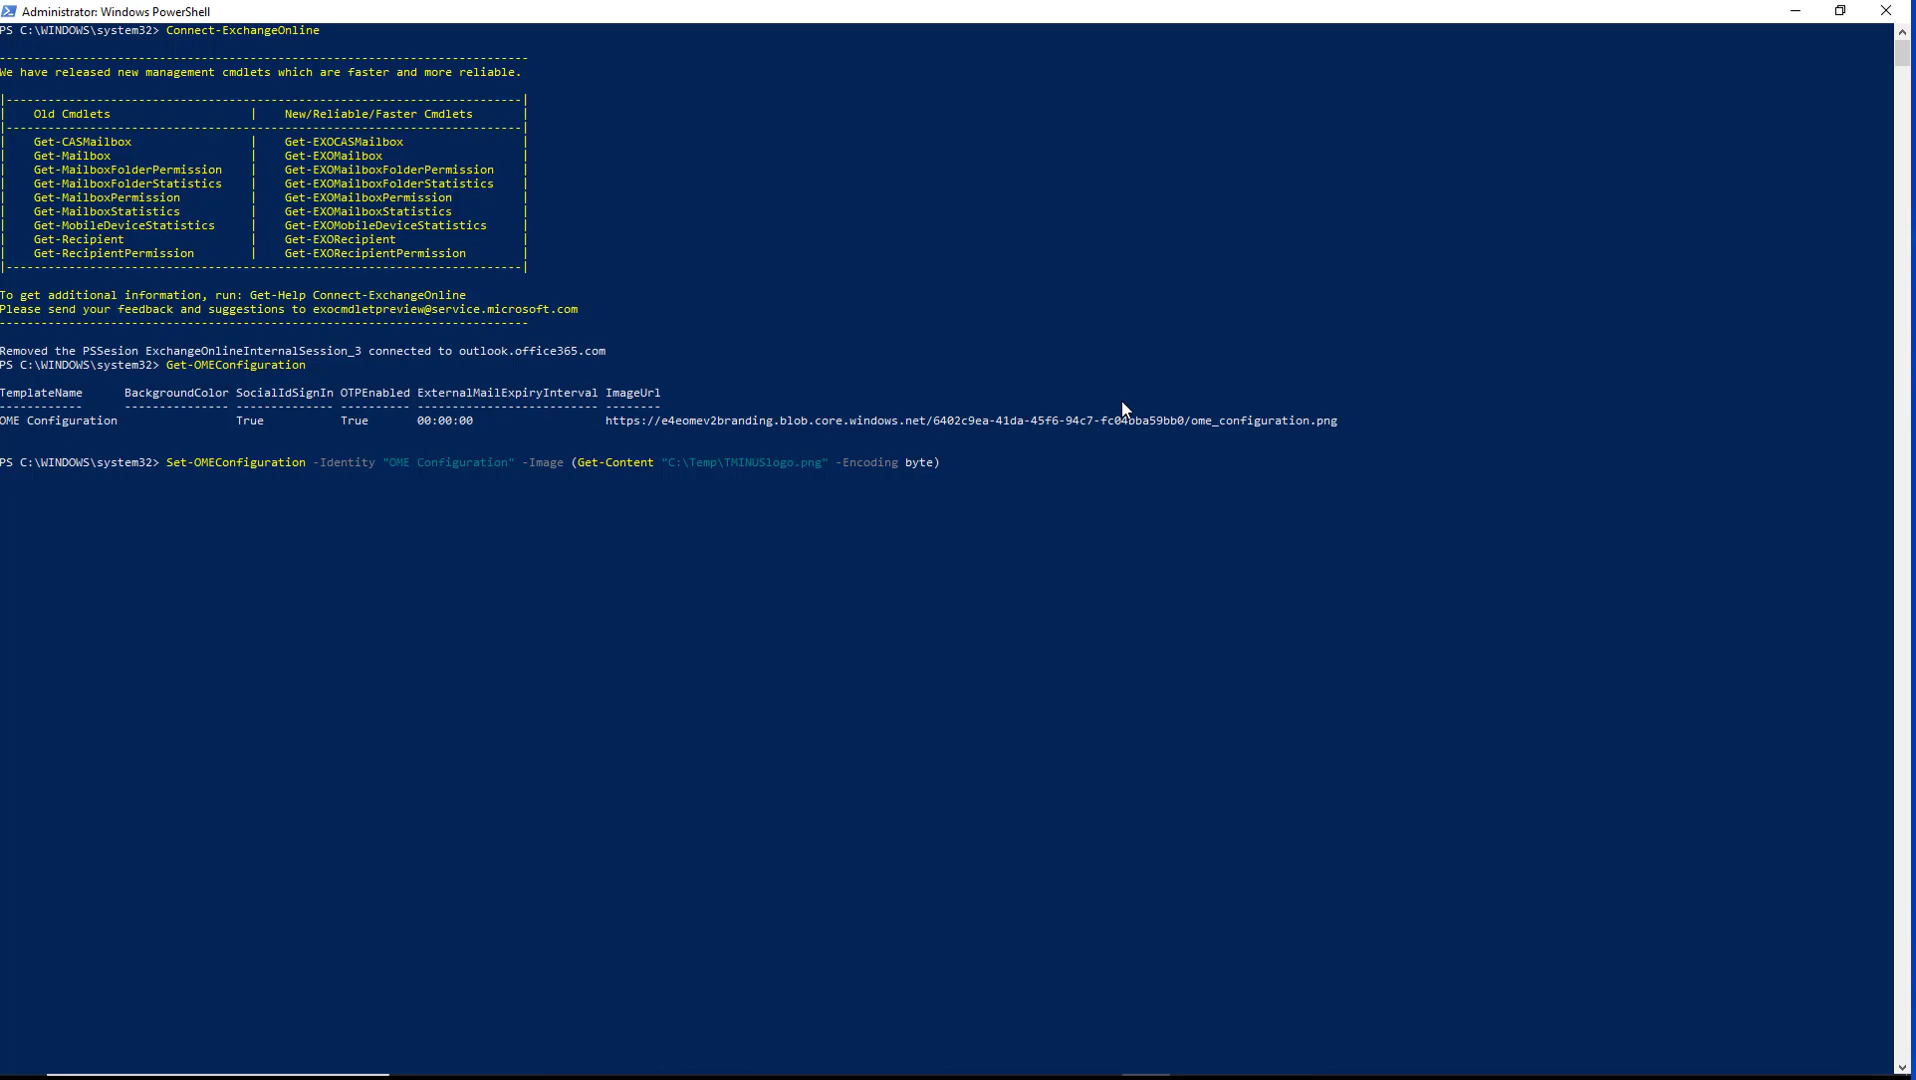 Administrator: Windows PowerShell
PS C:\WINDOWS\system32> Connect-ExchangeOnline
----------------------------------------------------------------------------
We have released new management cmdlets which are faster and more reliable.
|--------------------------------------------------------------------------|
|    Old Cmdlets                    |    New/Reliable/Faster Cmdlets       |
|--------------------------------------------------------------------------|
|    Get-CASMailbox                 |    Get-EXOCASMailbox                 |
|    Get-Mailbox                    |    Get-EXOMailbox                    |
|    Get-MailboxFolderPermission    |    Get-EXOMailboxFolderPermission    |
|    Get-MailboxFolderStatistics    |    Get-EXOMailboxFolderStatistics    |
|    Get-MailboxPermission          |    Get-EXOMailboxPermission          |
|    Get-MailboxStatistics          |    Get-EXOMailboxStatistics          |
|    Get-MobileDeviceStatistics     |    Get-EXOMobileDeviceStatistics     |
|    Get-Recipient                  |    Get-EXORecipient                  |
|    Get-RecipientPermission        |    Get-EXORecipientPermission        |
|--------------------------------------------------------------------------|
To get additional information, run: Get-Help Connect-ExchangeOnline
Please send your feedback and suggestions to exocmdletpreview@service.microsoft.com
----------------------------------------------------------------------------
Removed the PSSesion ExchangeOnlineInternalSession_3 connected to outlook.office365.com
PS C:\WINDOWS\system32> Get-OMEConfiguration
TemplateName      BackgroundColor SocialIdSignIn OTPEnabled ExternalMailExpiryInterval ImageUrl
------------      --------------- -------------- ---------- -------------------------- --------
OME Configuration                 True           True       00:00:00                   https://e4eomev2branding.blob.core.windows.net/6402c9ea-41da-45f6-94c7-fc04bba59bb0/ome_configuration.png
PS C:\WINDOWS\system32> Set-OMEConfiguration -Identity "OME Configuration" -Image (Get-Content "C:\Temp\TMINUSlogo.png" -Encoding byte)